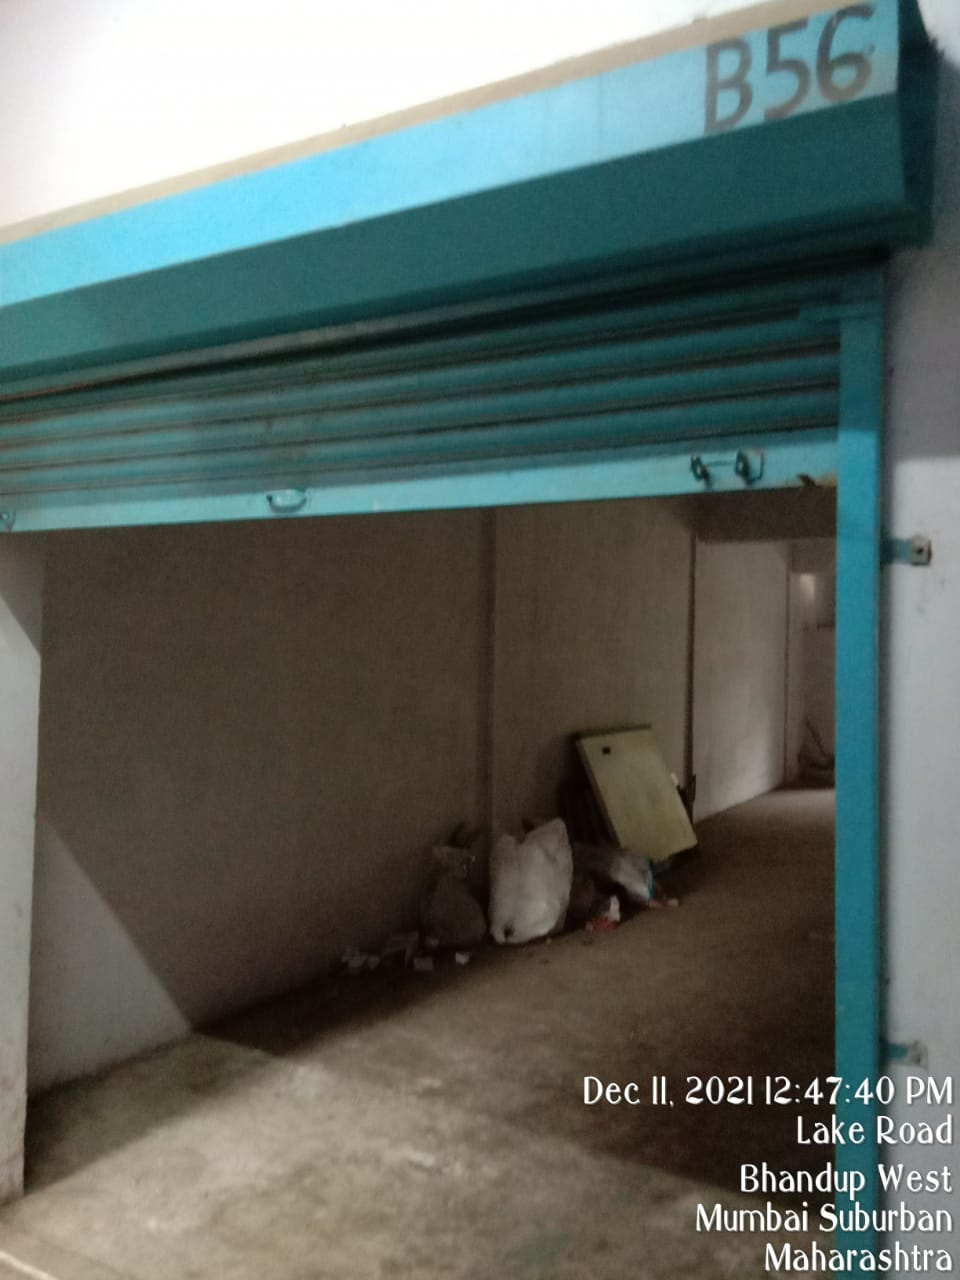 B56
Dec 11, 2021 12:47:40 PM
Lake Road
Bhandup West
Mumbai Suburban
Maharashtra